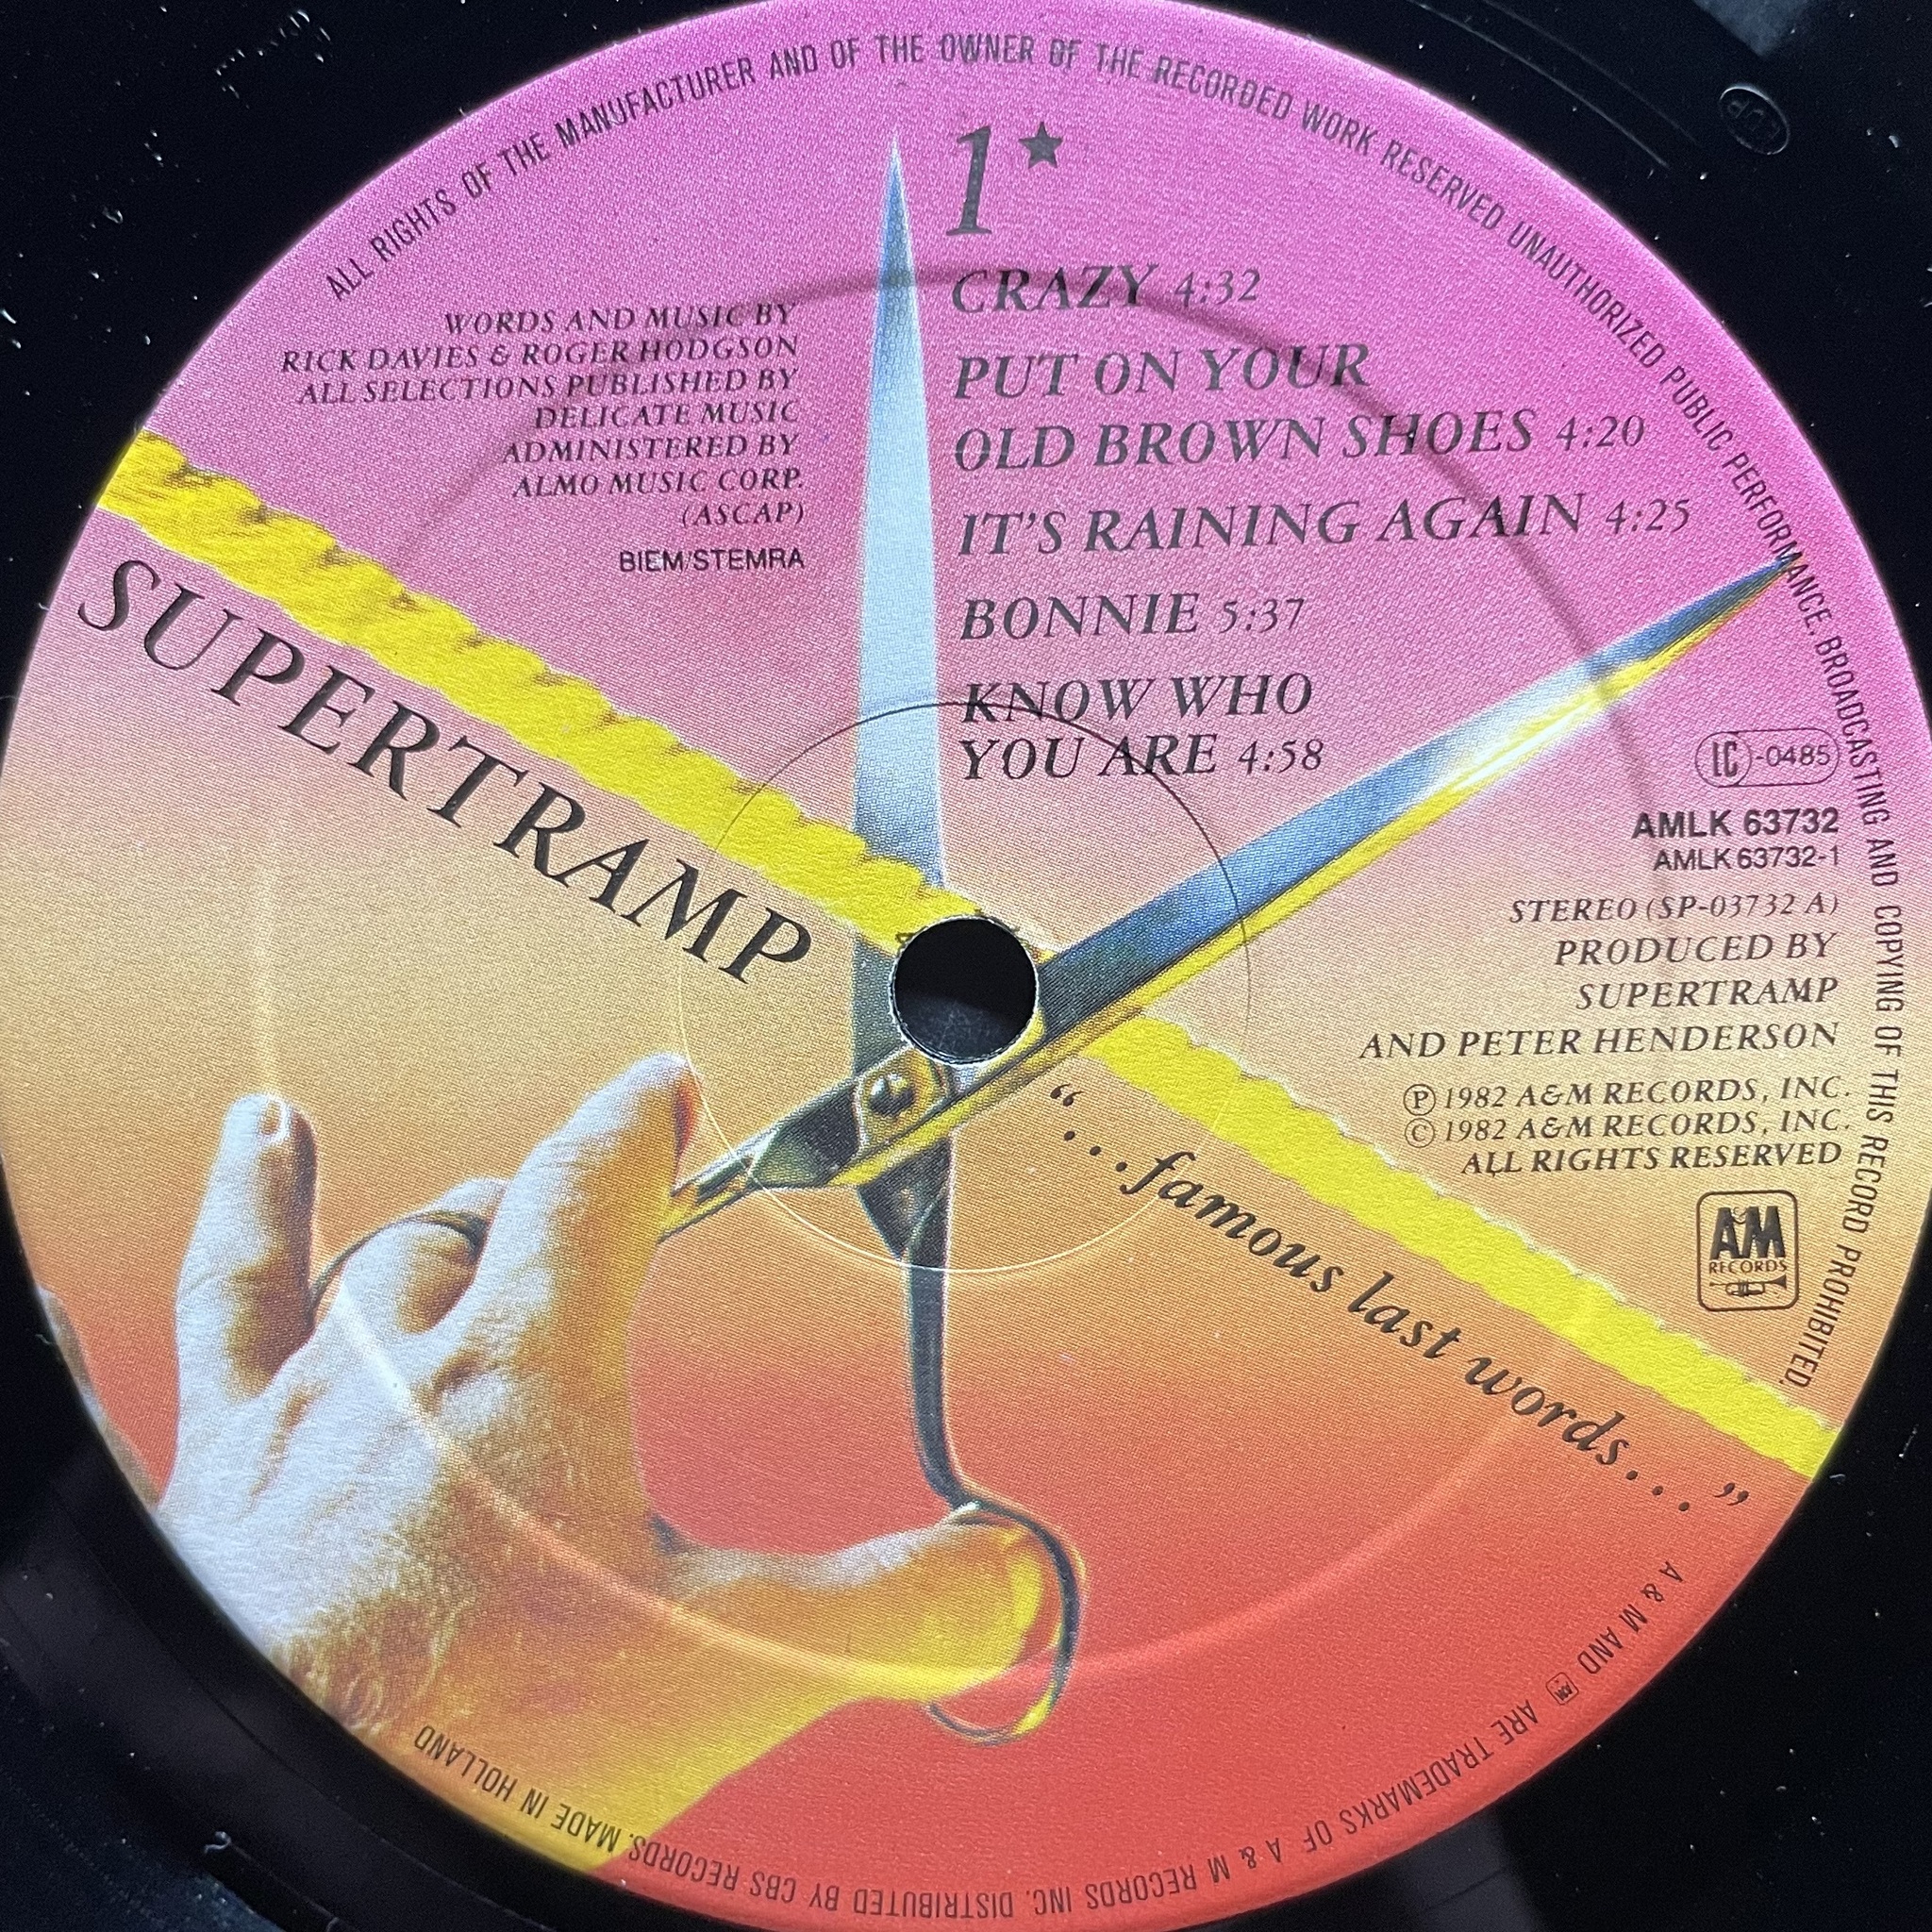 ALL RIGHTS OF THE MANUFACTURER AND OF THE OWNER OF THE RECORDED WORK RESERVED UNAUTHORIZED PUBLIC PERFORMANCE, BROADCASTING AND COPYING OF THIS RECORD PROHIBITED.
1★
CRAZY 4:32
PUT ON YOUR
OLD BROWN SHOES 4:20
IT'S RAINING AGAIN 4:25
BONNIE 5:37
KNOW WHO
YOU ARE 4:58
WORDS AND MUSIC BY
RICK DAVIES & ROGER HODGSON
ALL SELECTIONS PUBLISHED BY
DELICATE MUSIC
ADMINISTERED BY
ALMO MUSIC CORP.
(ASCAP)
BIEM/STEMRA
SUPERTRAMP
LC-0485
AMLK 63732
AMLK 63732-1
STEREO (SP-03732 A)
PRODUCED BY
SUPERTRAMP
AND PETER HENDERSON
℗ 1982 A&M RECORDS, INC.
© 1982 A&M RECORDS, INC.
ALL RIGHTS RESERVED
A&M
RECORDS
“...famous last words...”
A & M AND A&M ARE TRADEMARKS OF A & M RECORDS INC. DISTRIBUTED BY CBS RECORDS. MADE IN HOLLAND